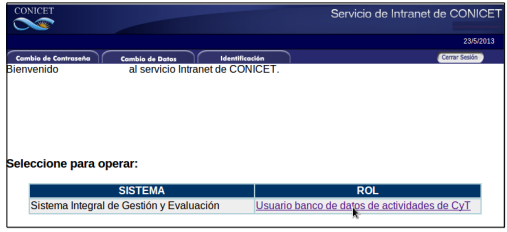 CONICET
Servicio de Intranet de CONICET
23/5/2013
Cambio de Contraseña Cambio de Datos Identificación Cerrar Sesión
Bienvenido al servicio Intranet de CONICET.
Seleccione para operar:
SISTEMA ROL
Sistema Integral de Gestión y Evaluación Usuario banco de datos de actividades de CyT